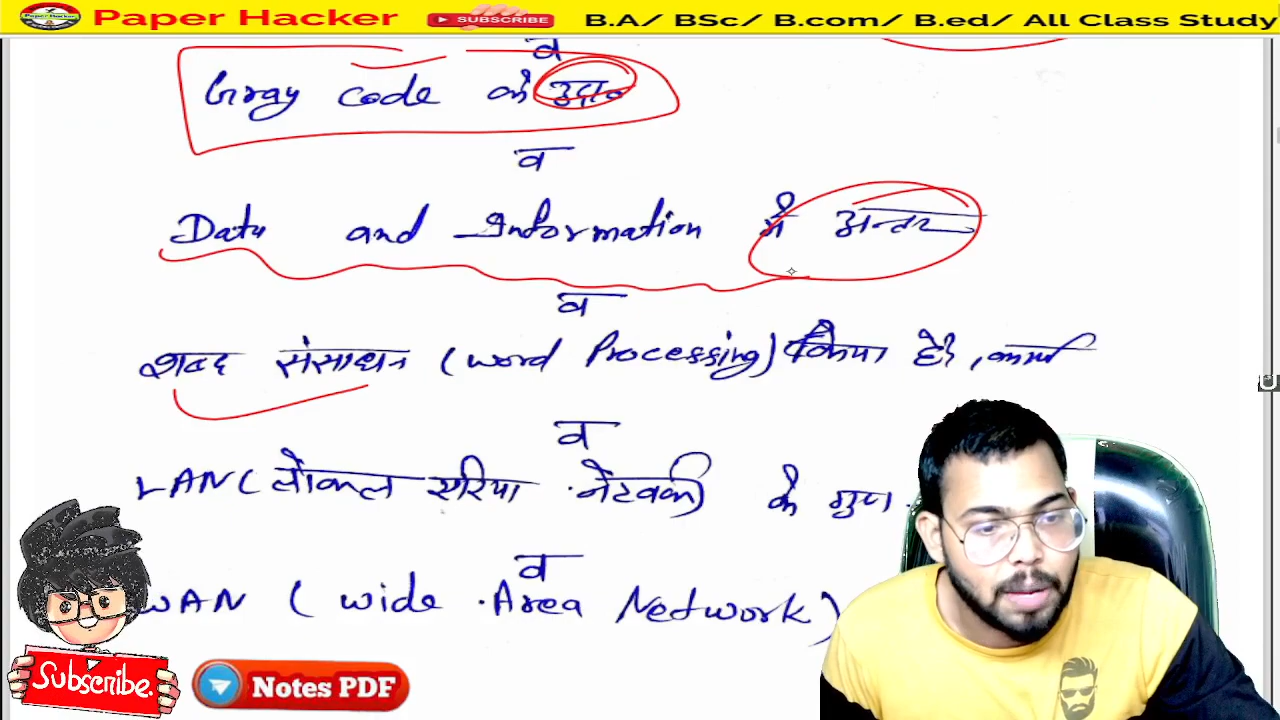 Paper Hacker SUBSCRIBE B.A/ BSc/ B.com/ B.ed/ All Class Study
व
Gray code के
व
Data and Information में अन्तर
व
शब्द संसाधन (Word Processing) किया है, कार्य
व
LAN (लोकल एरिया नेटवर्क) के गुण
व
WAN (Wide Area Network)
Subscribe.
Notes PDF